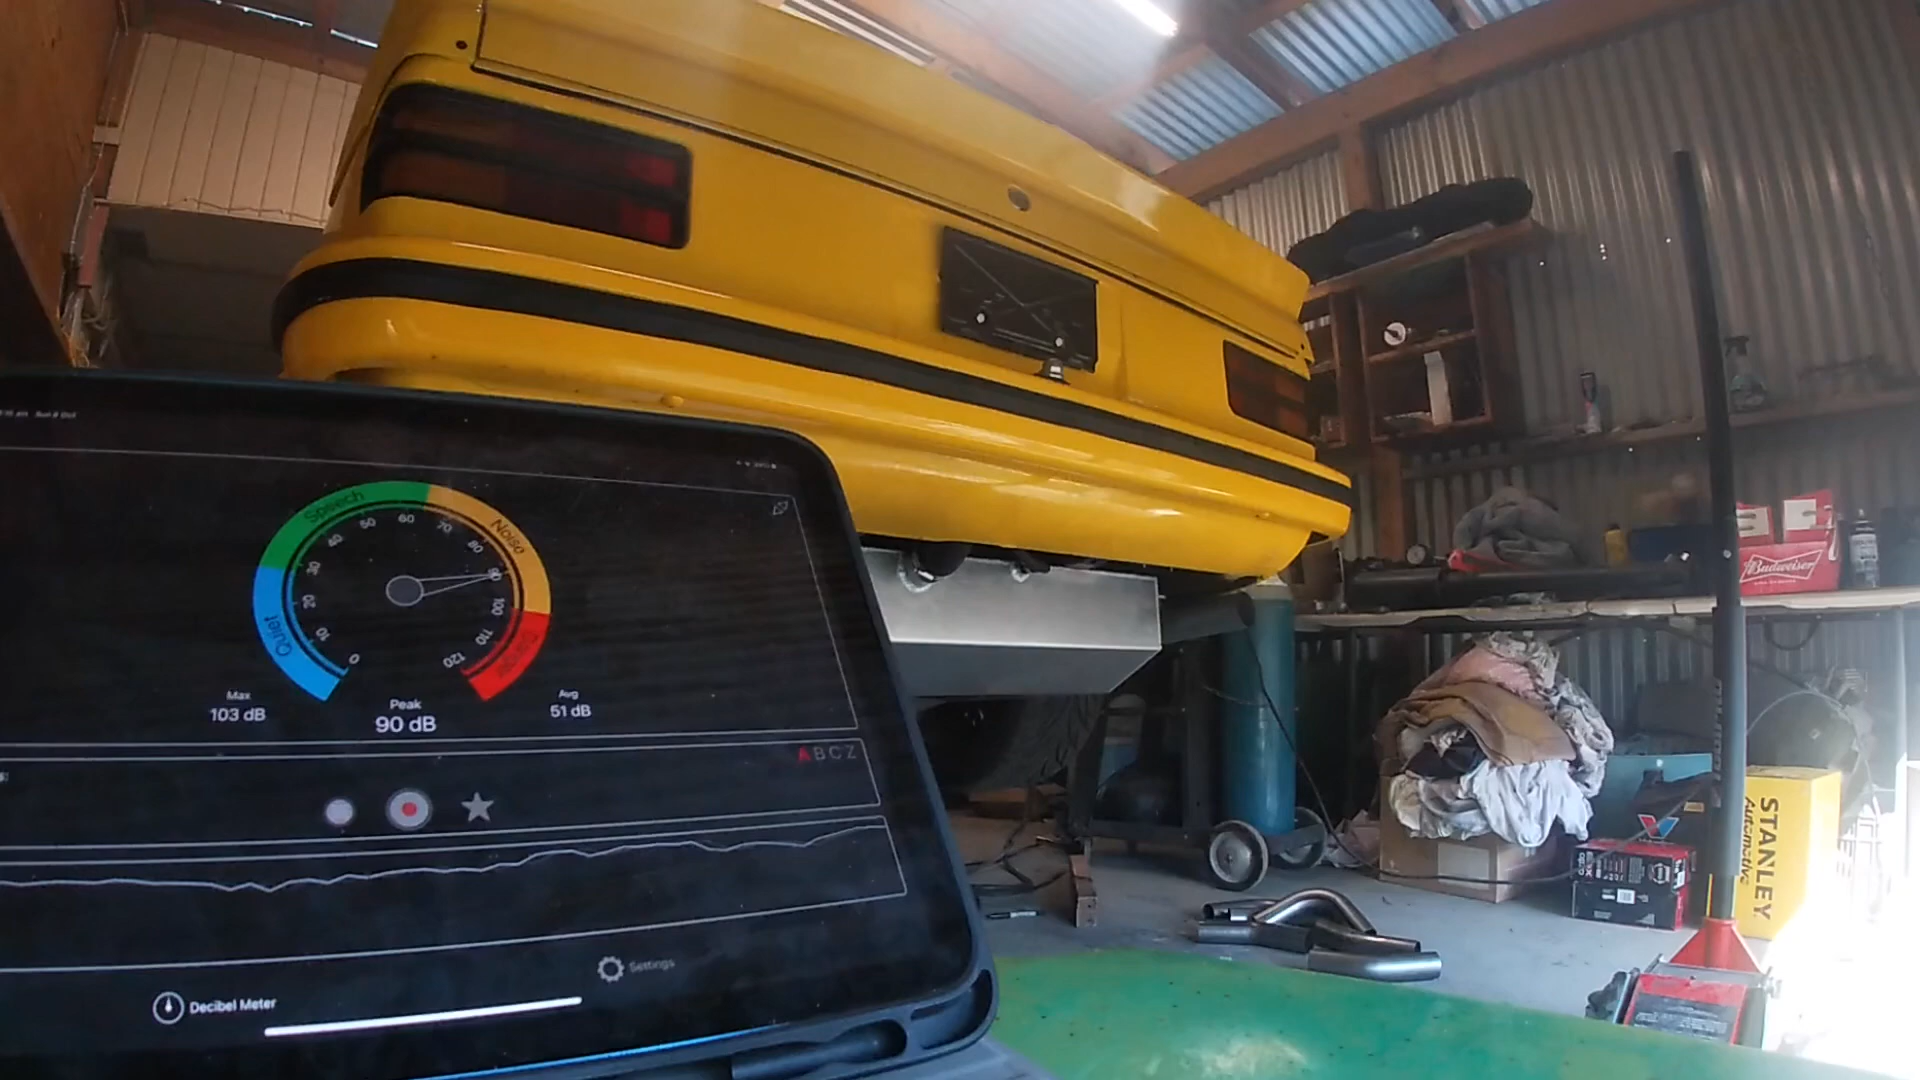 Speech
Noise
Quiet
0
10
20
30
40
50
60
70
80
90
100
110
120
Max
103 dB
Peak
90 dB
Avg
51 dB
A B C Z
Settings
Decibel Meter
Budweiser
STANLEY
Automotive